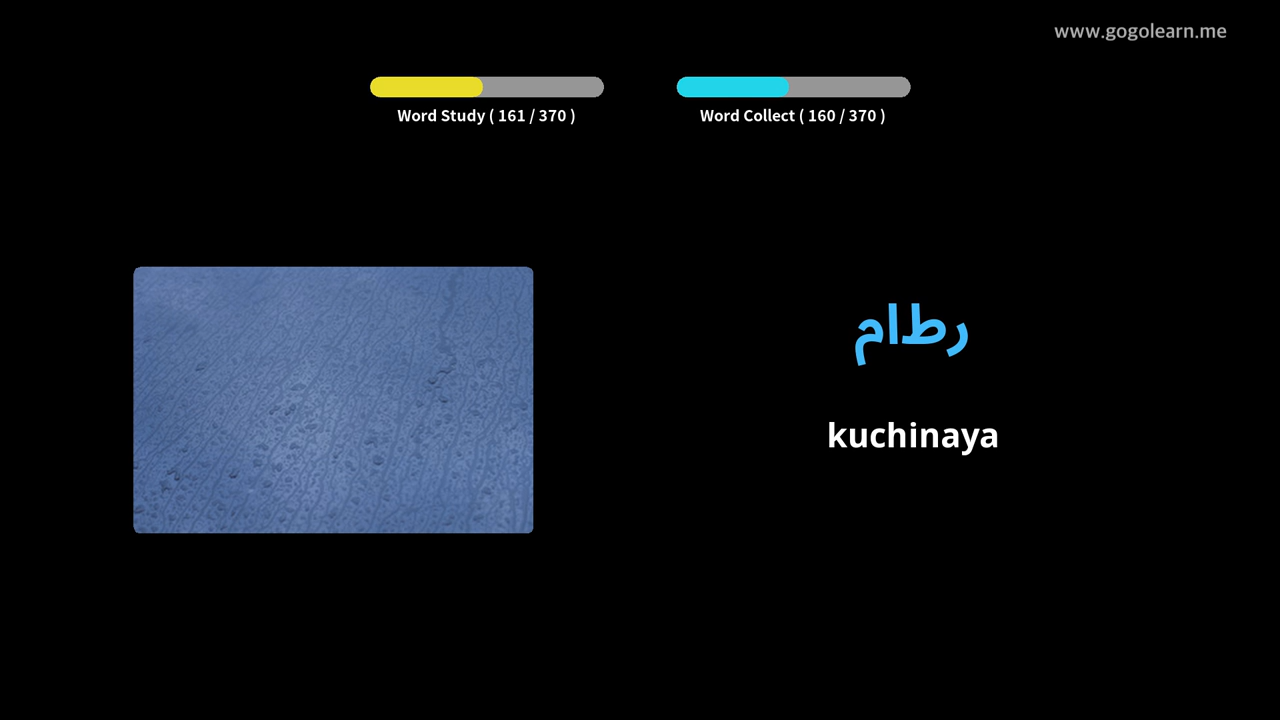 www.gogolearn.me
Word Study ( 161 / 370 )
Word Collect ( 160 / 370 )
رطام
kuchinaya